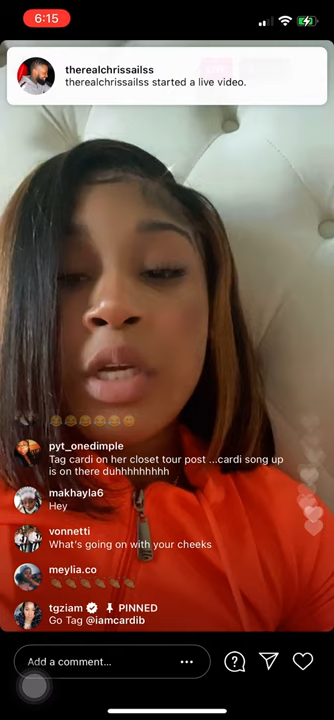 6:15
therealchrissailss
therealchrissailss started a live video.
😂😂😂😂😂😂
pyt_onedimple
Tag cardi on her closet tour post ...cardi song up
is on there duhhhhhhhhh
makhayla6
Hey
vonnetti
What's going on with your cheeks
meylia.co
tgziam PINNED
Go Tag @iamcardib
Add a comment...